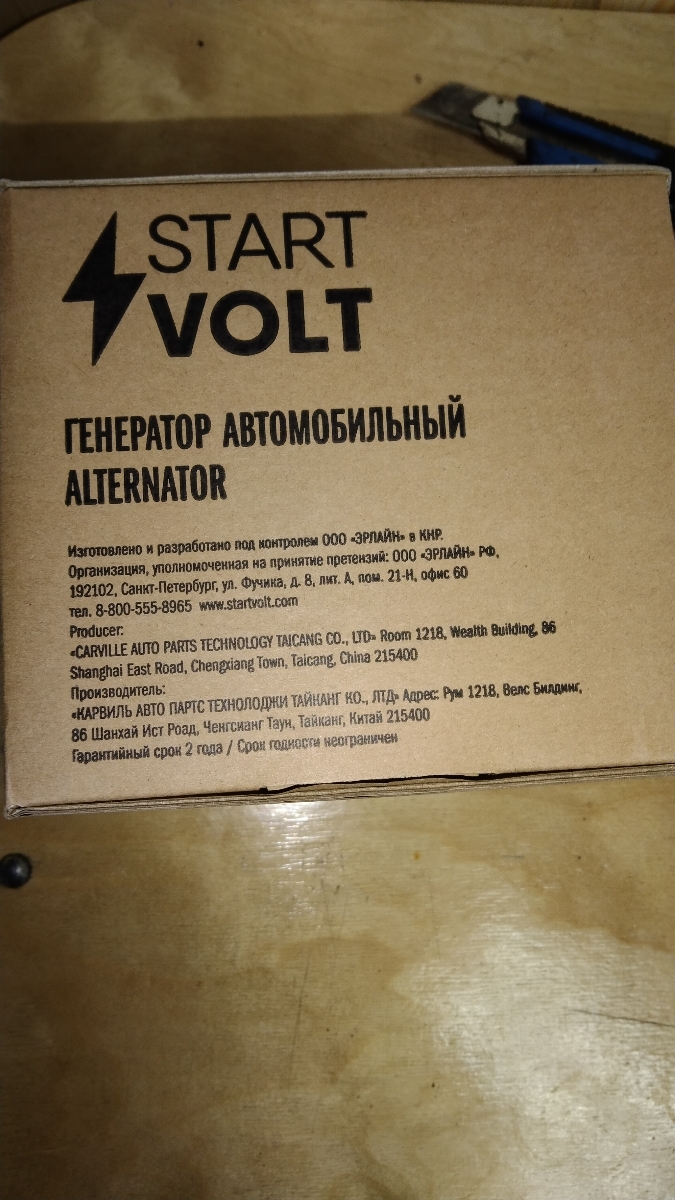 START
VOLT
ГЕНЕРАТОР АВТОМОБИЛЬНЫЙ
ALTERNATOR
Изготовлено и разработано под контролем ООО «ЭРЛАЙН» в КНР.
Организация, уполномоченная на принятие претензий: ООО «ЭРЛАЙН» РФ,
192102, Санкт-Петербург, ул. Фучика, д. 8, лит. А, пом. 21-Н, офис 60
тел. 8-800-555-8965 www.startvolt.com
Producer:
«CARVILLE AUTO PARTS TECHNOLOGY TAICANG CO., LTD» Room 1218, Wealth Building, 86
Shanghai East Road, Chengxiang Town, Taicang, China 215400
Производитель:
«КАРВИЛЬ АВТО ПАРТС ТЕХНОЛОДЖИ ТАЙКАНГ КО., ЛТД» Адрес: Рум 1218, Велс Билдинг,
86 Шанхай Ист Роад, Ченгсианг Таун, Тайканг, Китай 215400
Гарантийный срок 2 года / Срок годности неограничен